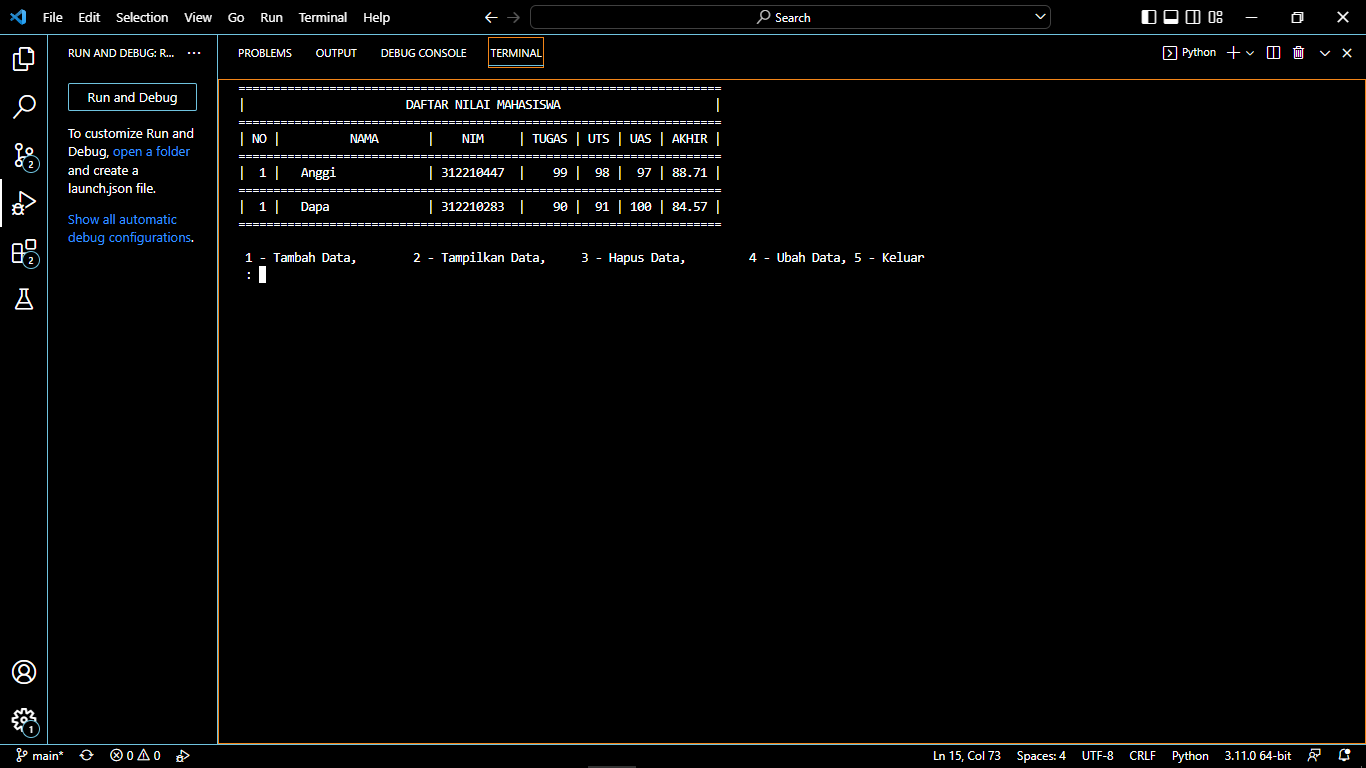 File Edit Selection View Go Run Terminal Help Search
RUN AND DEBUG: R... ···
Run and Debug
To customize Run and
Debug, open a folder
and create a
launch.json file.
Show all automatic
debug configurations.
2
2
1
PROBLEMS OUTPUT DEBUG CONSOLE TERMINAL Python
=====================================================================
| DAFTAR NILAI MAHASISWA |
=====================================================================
| NO | NAMA | NIM | TUGAS | UTS | UAS | AKHIR |
=====================================================================
| 1 | Anggi | 312210447 | 99 | 98 | 97 | 88.71 |
=====================================================================
| 1 | Dapa | 312210283 | 90 | 91 | 100 | 84.57 |
=====================================================================
1 - Tambah Data, 2 - Tampilkan Data, 3 - Hapus Data, 4 - Ubah Data, 5 - Keluar
:
main* 0 0 Ln 15, Col 73 Spaces: 4 UTF-8 CRLF Python 3.11.0 64-bit